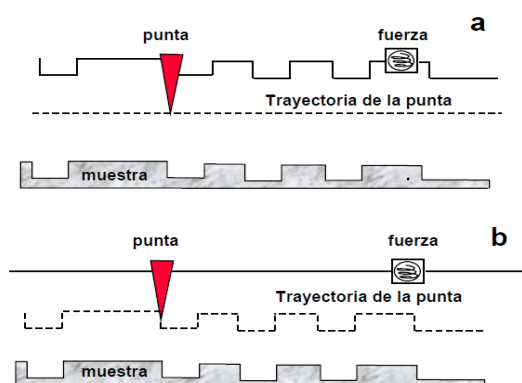 a
punta
fuerza
Trayectoria de la punta
muestra
b
punta
fuerza
Trayectoria de la punta
muestra